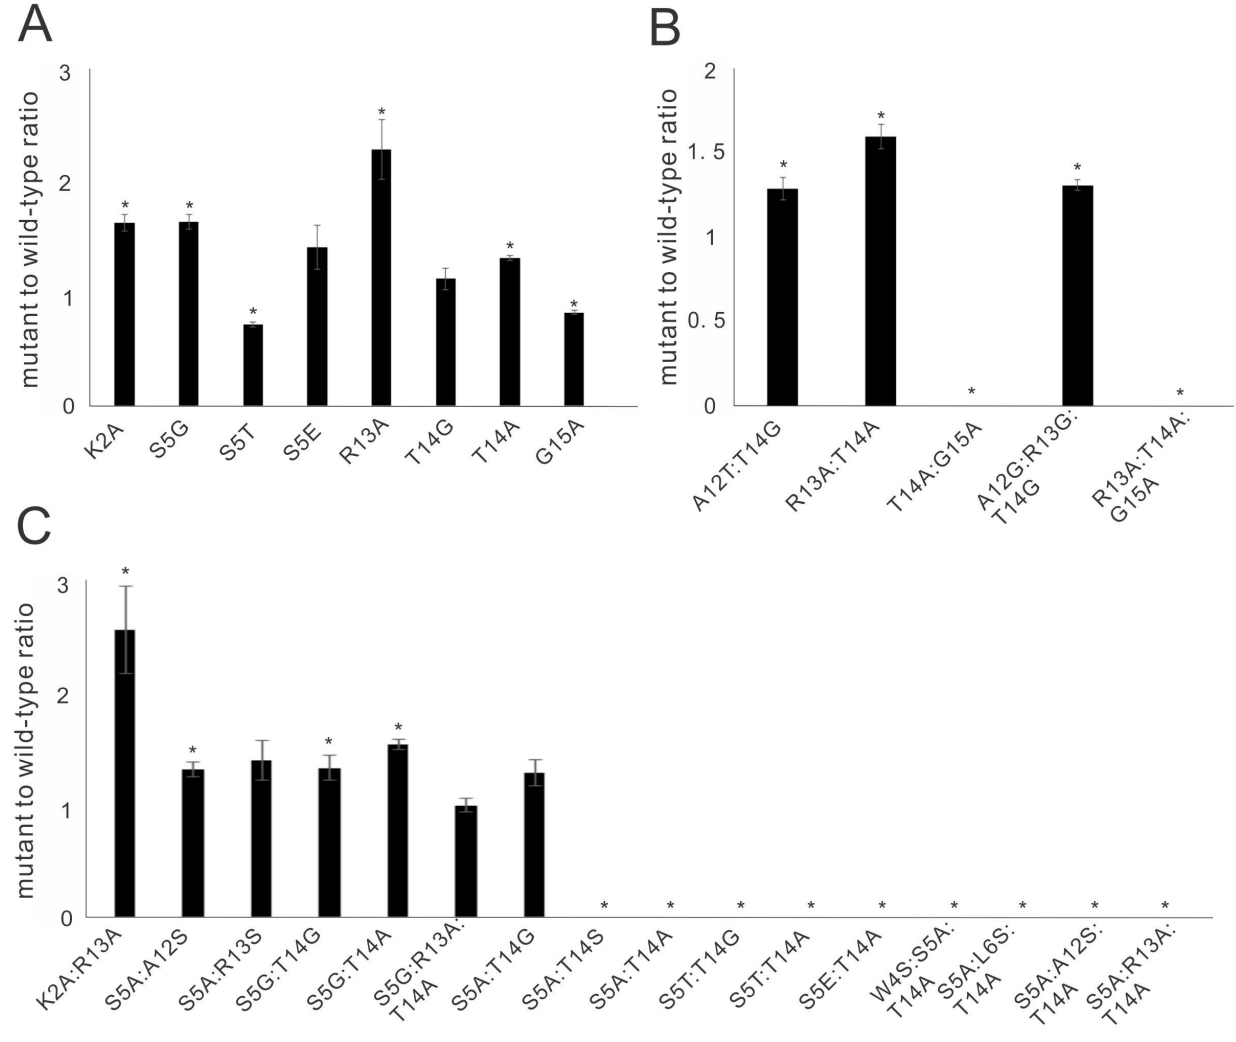 A
mutant to wild-type ratio
3
2
1
0
* * * * * *
K2A S5G S5T S5E R13A T14G T14A G15A
B
mutant to wild-type ratio
2
1. 5
1
0. 5
0
* * * * *
A12T:T14G R13A:T14A T14A:G15A A12G:R13G: R13A:T14A:
T14G G15A
C
mutant to wild-type ratio
3
2
1
0
* * * * * * * * * * * * *
K2A:R13A S5A:A12S S5A:R13S S5G:T14G S5G:T14A S5G:R13A: S5A:T14G S5A:T14S S5A:T14A S5T:T14G S5T:T14A S5E:T14A W4S:S5A: S5A:L6S: S5A:A12S: S5A:R13A:
T14A T14A T14A T14A T14A